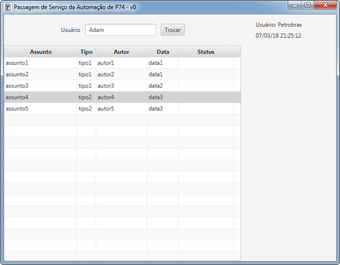 Passagem de Serviço da Automação de P74 - v0
Usuário Adam Trocar
Usuário: Petrobras
07/03/18 21:25:12
Assunto Tipo Autor Data Status
assunto1 tipo1 autor1 data1
assunto2 tipo1 autor2 data1
assunto3 tipo1 autor3 data2
assunto4 tipo2 autor4 data3
assunto5 tipo2 autor5 data3